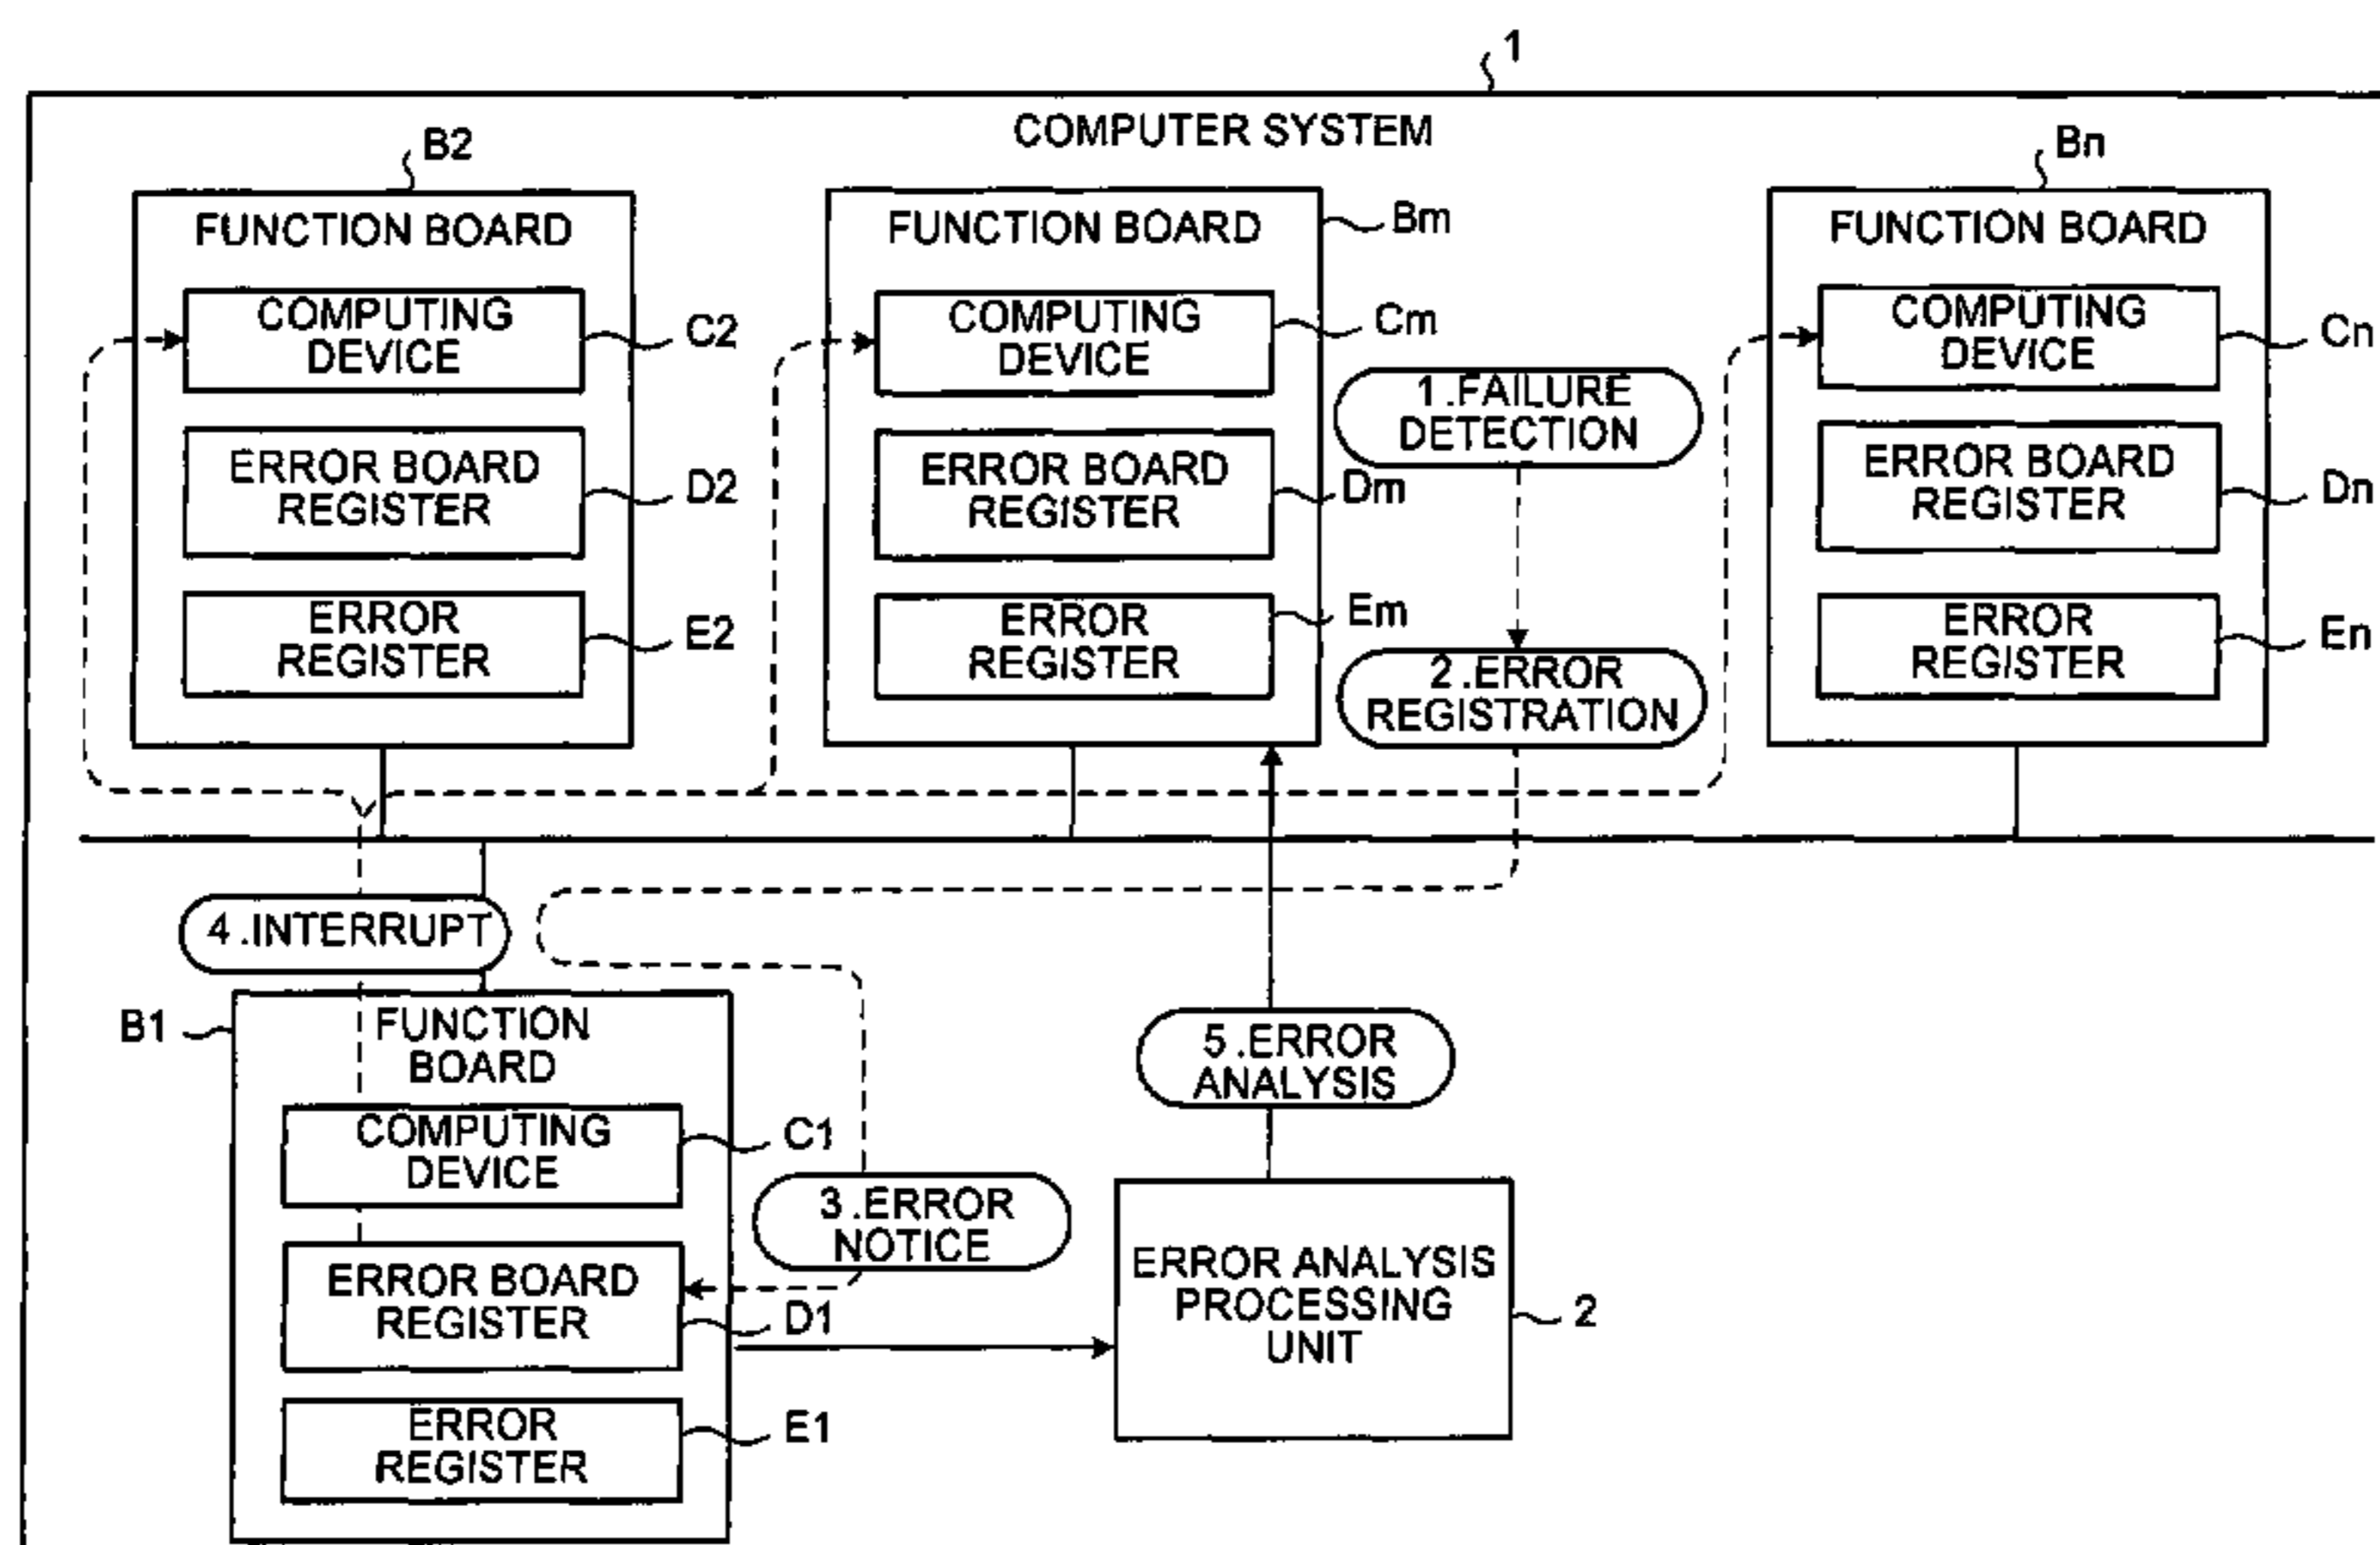 1
COMPUTER SYSTEM
B2
FUNCTION BOARD
COMPUTING
DEVICE
C2
ERROR BOARD
REGISTER
D2
ERROR
REGISTER
E2
Bm
FUNCTION BOARD
COMPUTING
DEVICE
Cm
ERROR BOARD
REGISTER
Dm
ERROR
REGISTER
Em
1.FAILURE
DETECTION
2.ERROR
REGISTRATION
Bn
FUNCTION BOARD
COMPUTING
DEVICE
Cn
ERROR BOARD
REGISTER
Dn
ERROR
REGISTER
En
4.INTERRUPT
B1
FUNCTION
BOARD
COMPUTING
DEVICE
C1
ERROR BOARD
REGISTER
D1
ERROR
REGISTER
E1
3.ERROR
NOTICE
5.ERROR
ANALYSIS
ERROR ANALYSIS
PROCESSING
UNIT
2